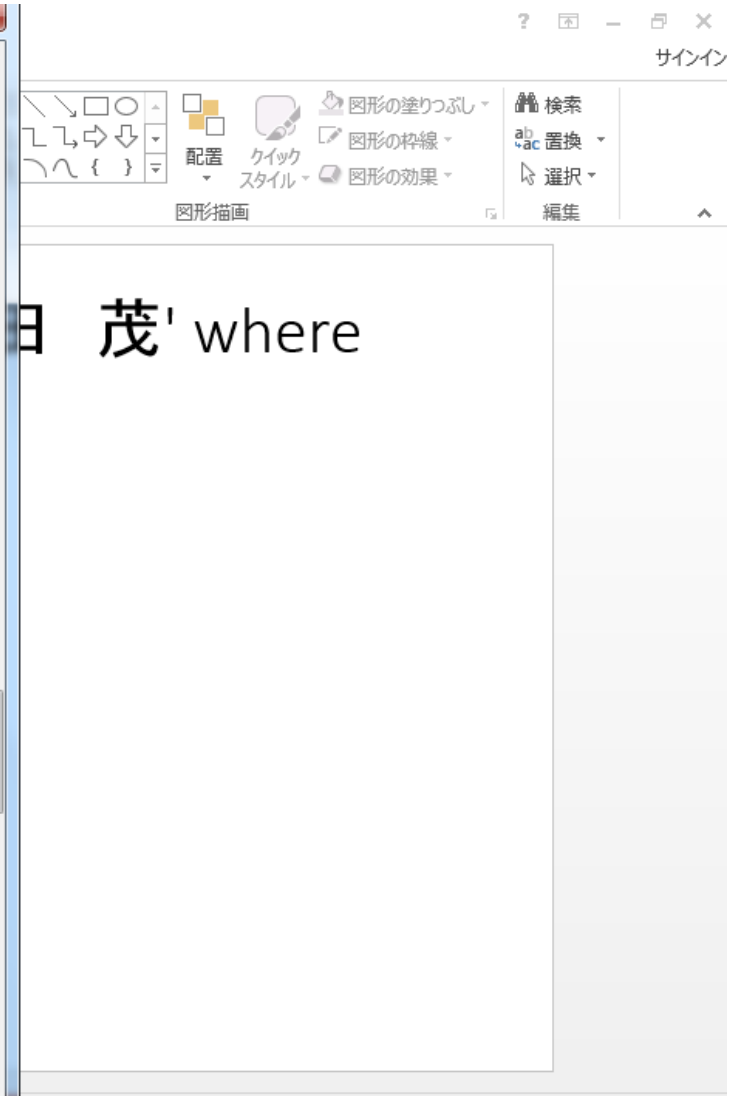 ?
サインイン
配置
クイック
スタイル
図形の塗りつぶし
図形の枠線
図形の効果
図形描画
検索
置換
選択
編集
茂' where